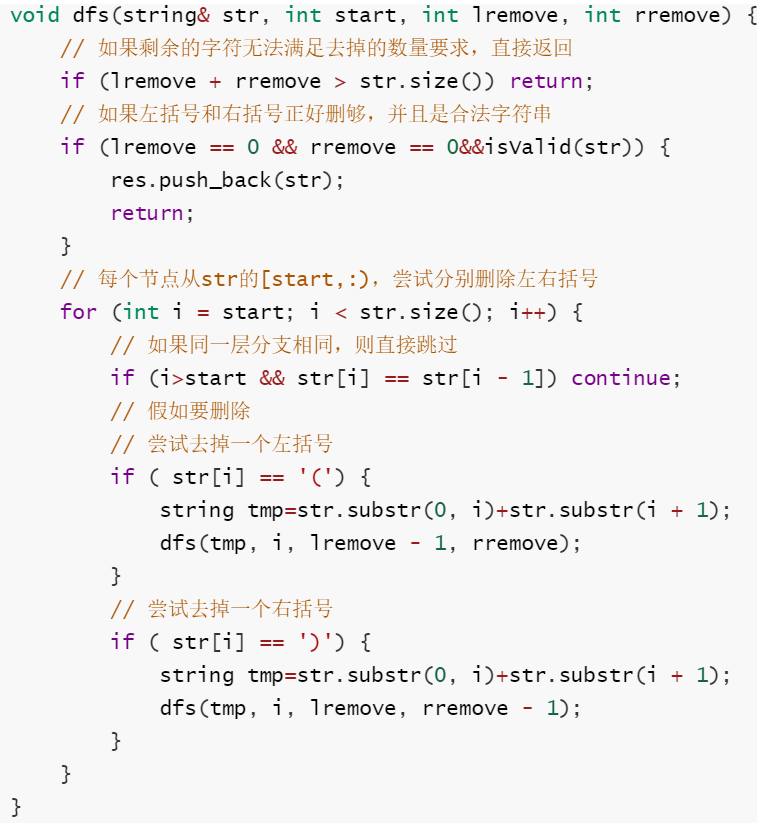 void dfs(string& str, int start, int lremove, int rremove) {
    // 如果剩余的字符无法满足去掉的数量要求，直接返回
    if (lremove + rremove > str.size()) return;
    // 如果左括号和右括号正好删够，并且是合法字符串
    if (lremove == 0 && rremove == 0&&isValid(str)) {
        res.push_back(str);
        return;
    }
    // 每个节点从str的[start,:)，尝试分别删除左右括号
    for (int i = start; i < str.size(); i++) {
        // 如果同一层分支相同，则直接跳过
        if (i>start && str[i] == str[i - 1]) continue;
        // 假如要删除
        // 尝试去掉一个左括号
        if ( str[i] == '(') {
            string tmp=str.substr(0, i)+str.substr(i + 1);
            dfs(tmp, i, lremove - 1, rremove);
        }
        // 尝试去掉一个右括号
        if ( str[i] == ')') {
            string tmp=str.substr(0, i)+str.substr(i + 1);
            dfs(tmp, i, lremove, rremove - 1);
        }
    }
}